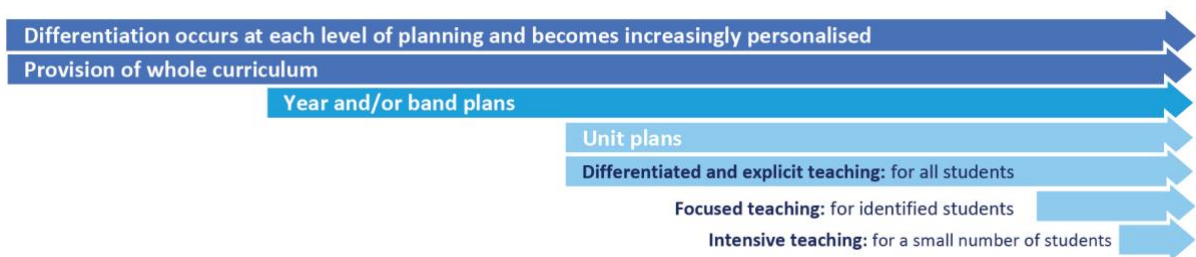 Differentiation occurs at each level of planning and becomes increasingly personalised
Provision of whole curriculum
Year and/or band plans
Unit plans
Differentiated and explicit teaching: for all students
Focused teaching: for identified students
Intensive teaching: for a small number of students